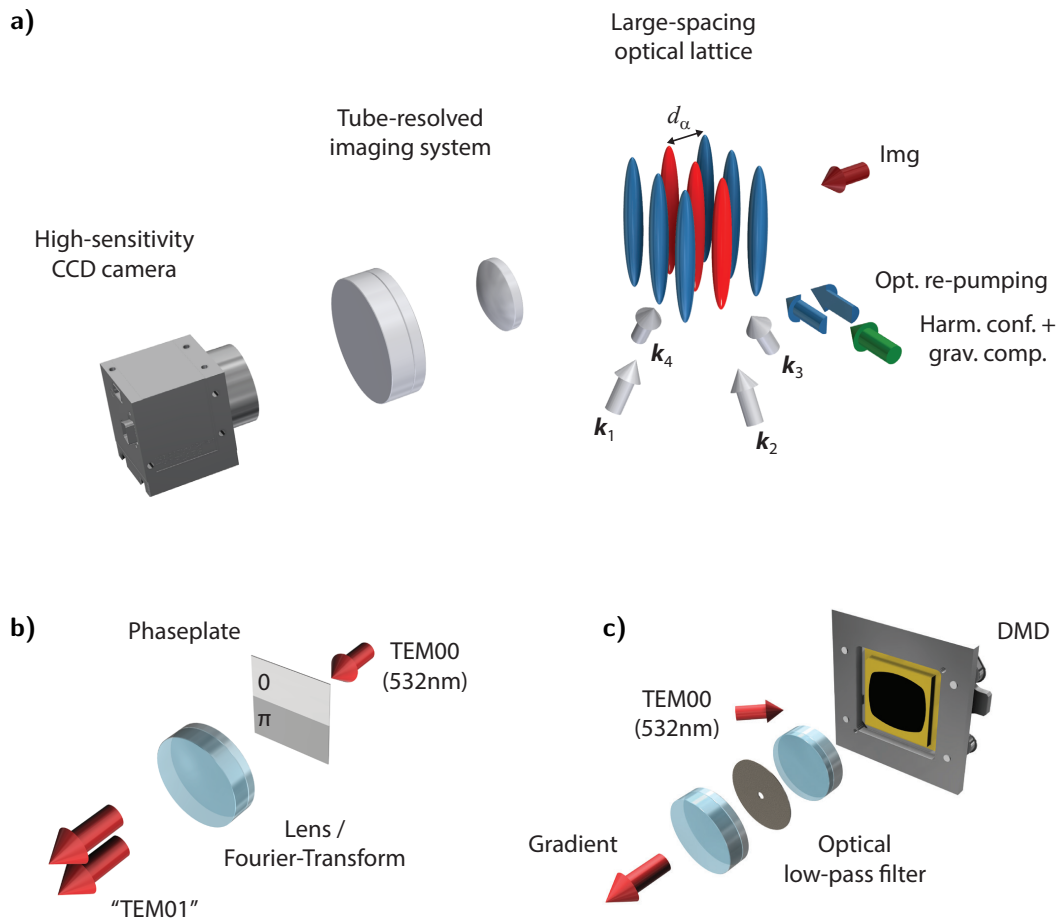 a)
Large-spacing
optical lattice
Tube-resolved
imaging system
dα
Img
High-sensitivity
CCD camera
Opt. re-pumping
Harm. conf. +
grav. comp.
k4
k3
k1
k2
b)
Phaseplate
TEM00
(532nm)
0
π
Lens /
Fourier-Transform
“TEM01”
c)
DMD
TEM00
(532nm)
Gradient
Optical
low-pass filter